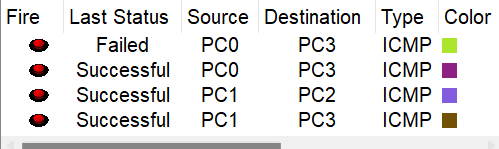 Fire Last Status Source Destination Type Color
Failed PC0 PC3 ICMP
Successful PC0 PC3 ICMP
Successful PC1 PC2 ICMP
Successful PC1 PC3 ICMP